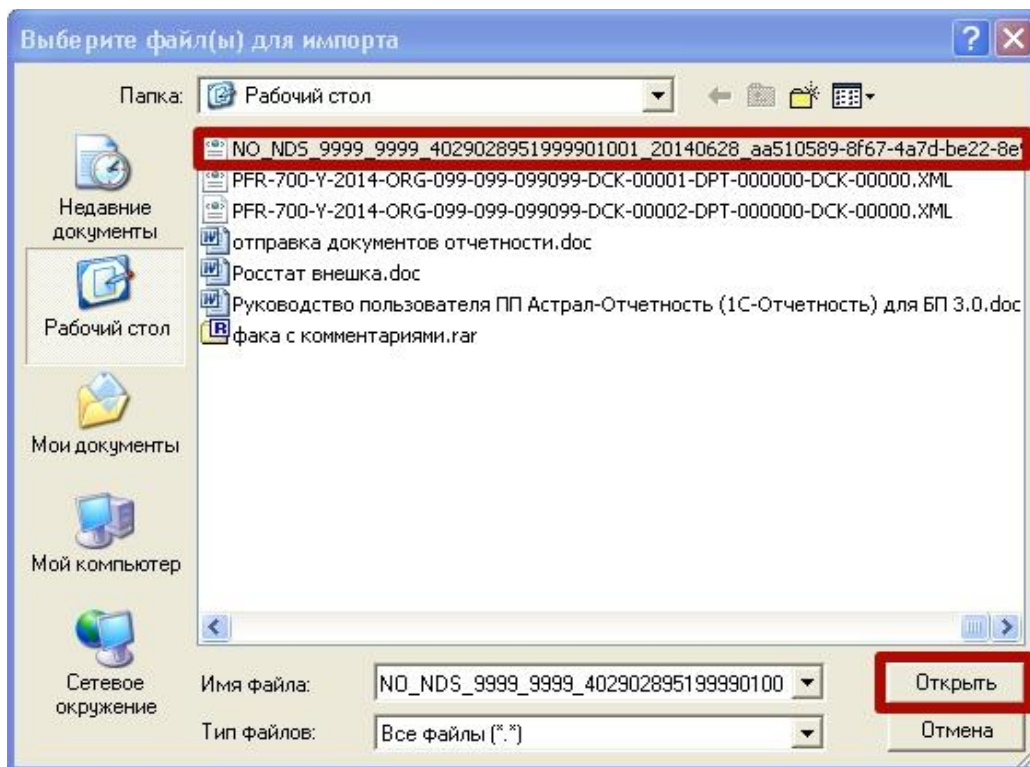 Выберите файл(ы) для импорта
Папка:
Рабочий стол
NO_NDS_9999_9999_4029028951999901001_20140628_aa510589-8f67-4a7d-be22-8e
PFR-700-Y-2014-ORG-099-099-099099-DCK-00001-DPT-000000-DCK-00000.XML
PFR-700-Y-2014-ORG-099-099-099099-DCK-00002-DPT-000000-DCK-00000.XML
отправка документов отчетности.doc
Росстат внешка.doc
Руководство пользователя ПП Астрал-Отчетность (1С-Отчетность) для БП 3.0.doc
фака с комментариями.rar
Недавние
документы
Рабочий стол
Мои документы
Мой компьютер
Сетевое
окружение
Имя файла:
NO_NDS_9999_9999_402902895199990100
Открыть
Тип файлов:
Все файлы (*.*)
Отмена